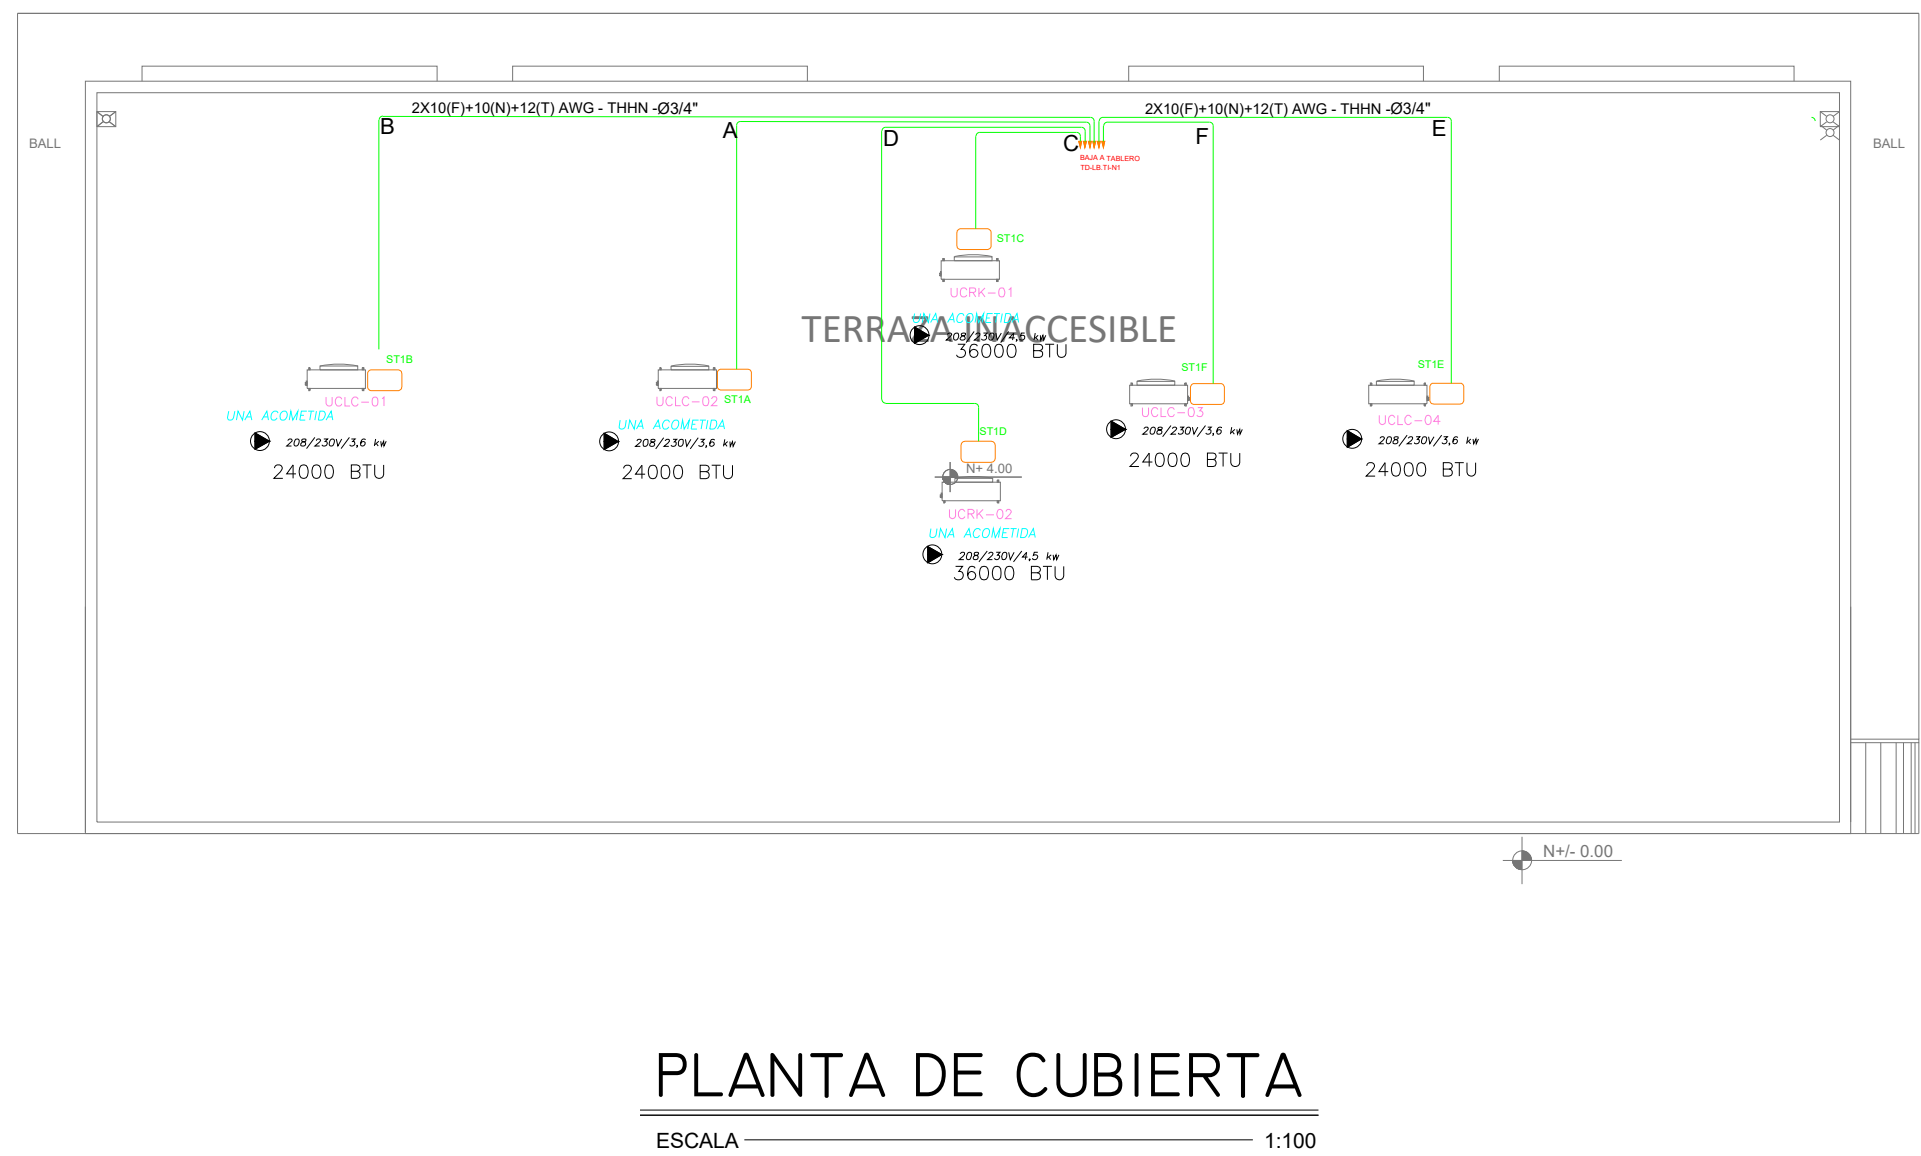 2X10(F)+10(N)+12(T) AWG - THHN -Ø3/4"
2X10(F)+10(N)+12(T) AWG - THHN -Ø3/4"
B
A
D
C
F
E
BALL
BALL
BAJA A TABLERO
TD-LB.TI-N1
ST1C
UCRK-01
UNA ACOMETIDA
TERRAZA INACCESIBLE
208/230V/4,5 kw
36000 BTU
ST1B
UCLC-01
UNA ACOMETIDA
208/230V/3,6 kw
24000 BTU
UCLC-02
ST1A
UNA ACOMETIDA
208/230V/3,6 kw
24000 BTU
ST1F
UCLC-03
208/230V/3,6 kw
24000 BTU
ST1E
UCLC-04
208/230V/3,6 kw
24000 BTU
ST1D
N+ 4.00
UCRK-02
UNA ACOMETIDA
208/230V/4,5 kw
36000 BTU
N+/- 0.00
PLANTA DE CUBIERTA
ESCALA
1:100